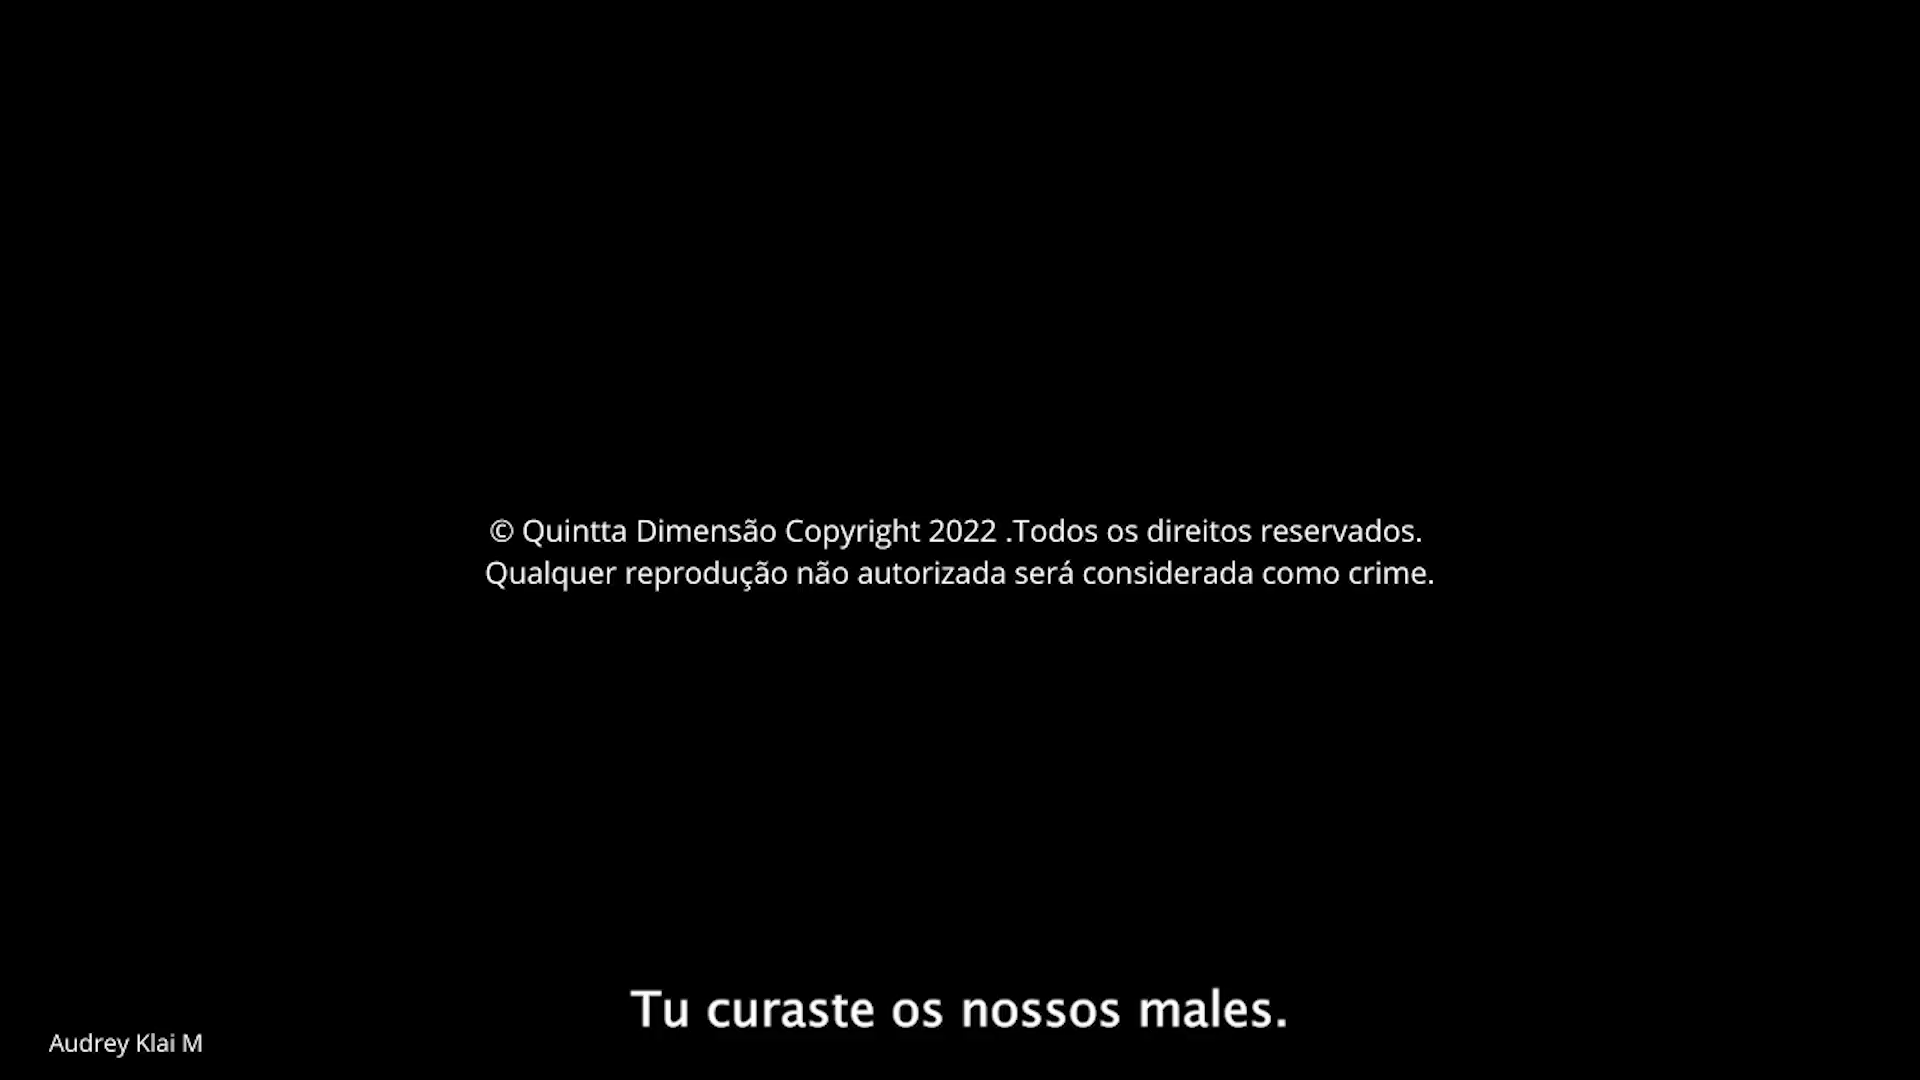 © Quintta Dimensão Copyright 2022 .Todos os direitos reservados.
Qualquer reprodução não autorizada será considerada como crime.
Tu curaste os nossos males.
Audrey Klai M